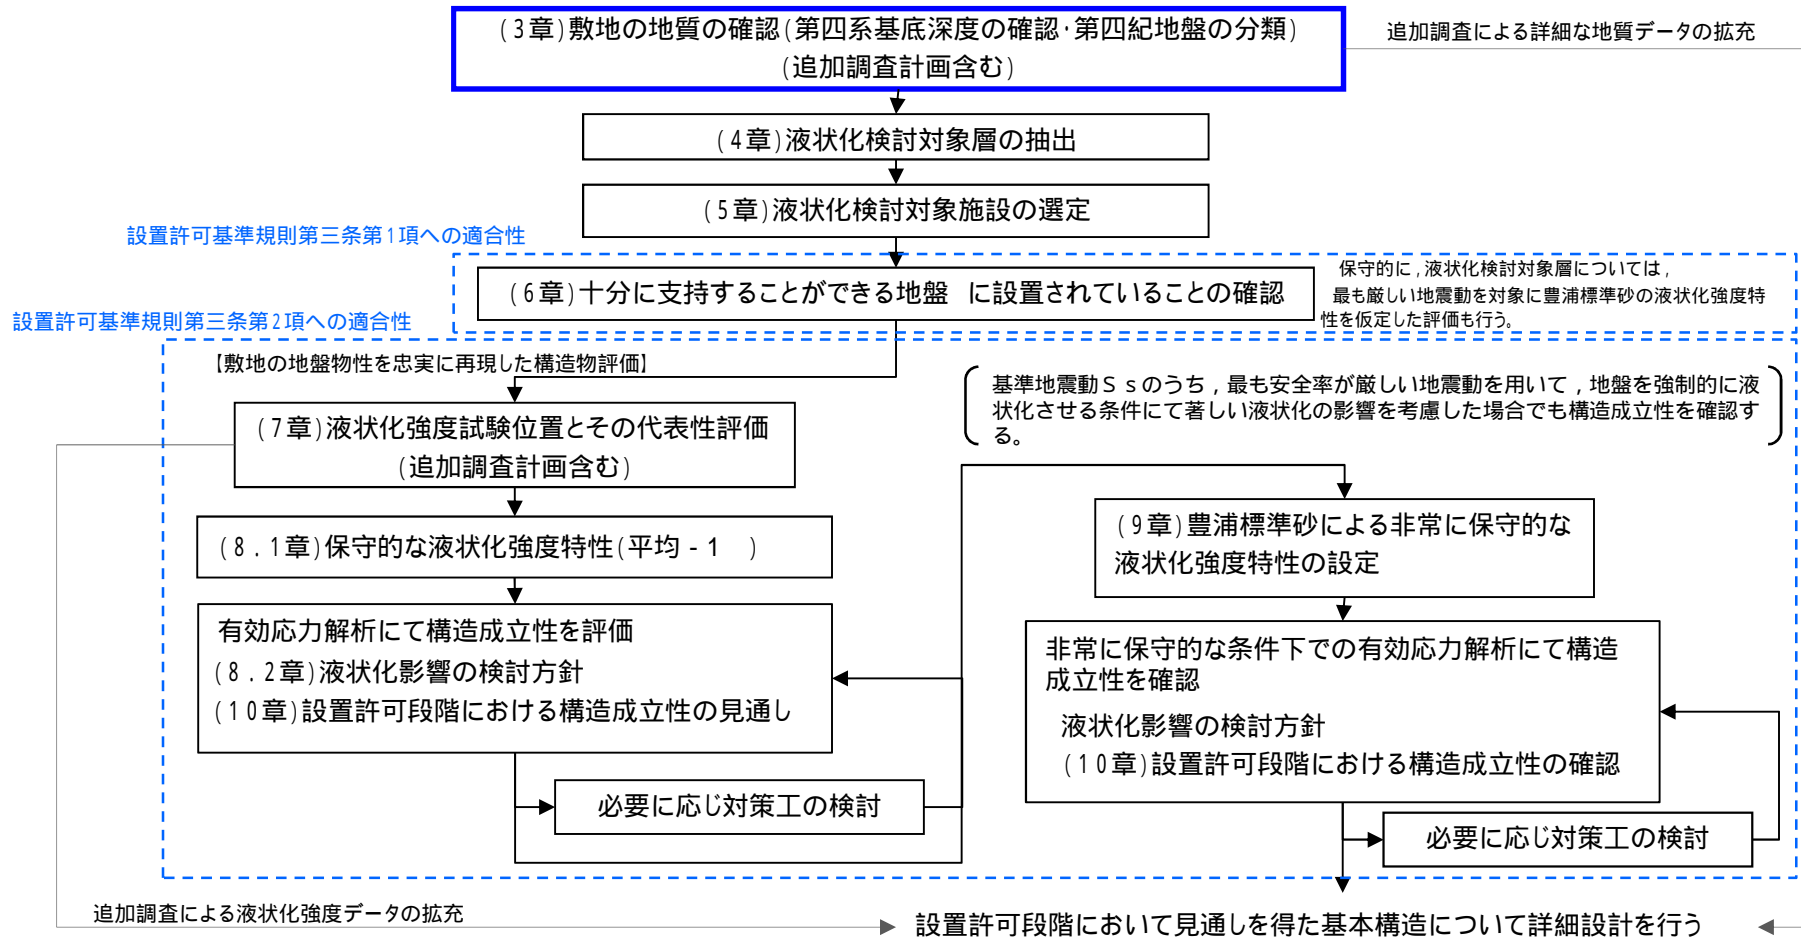 (3章)敷地の地質の確認(第四系基底深度の確認・第四紀地盤の分類)
(追加調査計画含む)
追加調査による詳細な地質データの拡充
(4章)液状化検討対象層の抽出
(5章)液状化検討対象施設の選定
設置許可基準規則第三条第1項への適合性
(6章)十分に支持することができる地盤 に設置されていることの確認
保守的に,液状化検討対象層については,
最も厳しい地震動を対象に豊浦標準砂の液状化強度特
性を仮定した評価も行う。
設置許可基準規則第三条第2項への適合性
【敷地の地盤物性を忠実に再現した構造物評価】
基準地震動Ssのうち,最も安全率が厳しい地震動を用いて,地盤を強制的に液
状化させる条件にて著しい液状化の影響を考慮した場合でも構造成立性を確認す
る。
(7章)液状化強度試験位置とその代表性評価
(追加調査計画含む)
(8.1章)保守的な液状化強度特性(平均-1 )
有効応力解析にて構造成立性を評価
(8.2章)液状化影響の検討方針
(10章)設置許可段階における構造成立性の見通し
必要に応じ対策工の検討
(9章)豊浦標準砂による非常に保守的な
液状化強度特性の設定
非常に保守的な条件下での有効応力解析にて構造
成立性を確認
液状化影響の検討方針
(10章)設置許可段階における構造成立性の確認
必要に応じ対策工の検討
追加調査による液状化強度データの拡充
設置許可段階において見通しを得た基本構造について詳細設計を行う